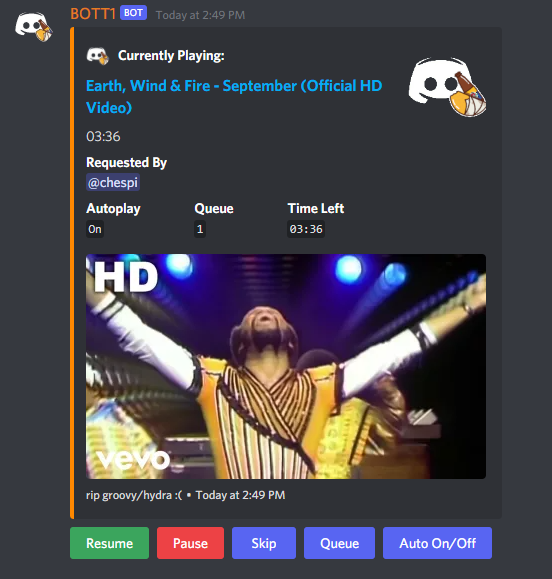 BOTT1 BOT Today at 2:49 PM
Currently Playing:
Earth, Wind & Fire - September (Official HD
Video)
03:36
Requested By
@chespi
Autoplay Queue Time Left
On 1 03:36
HD
vevo
rip groovy/hydra :( • Today at 2:49 PM
Resume Pause Skip Queue Auto On/Off